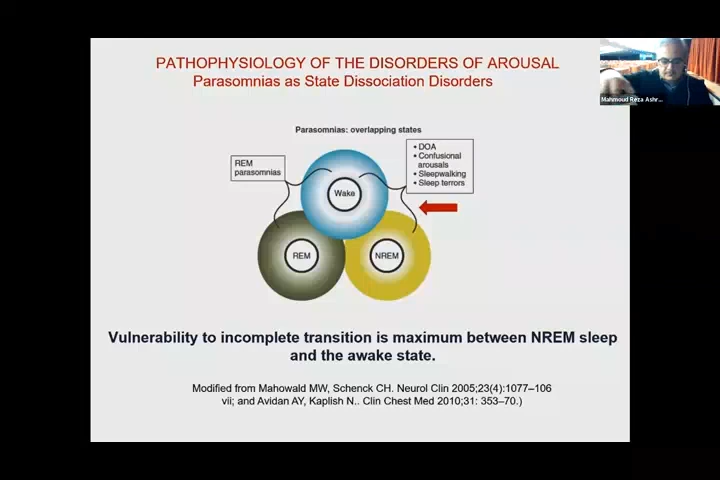 PATHOPHYSIOLOGY OF THE DISORDERS OF AROUSAL
Parasomnias as State Dissociation Disorders
Mahmoud Reza Ashr...
Parasomnias: overlapping states
REM
parasomnias
• DOA
• Confusional
arousals
• Sleepwalking
• Sleep terrors
Wake
REM
NREM
Vulnerability to incomplete transition is maximum between NREM sleep
and the awake state.
Modified from Mahowald MW, Schenck CH. Neurol Clin 2005;23(4):1077–106
vii; and Avidan AY, Kaplish N.. Clin Chest Med 2010;31: 353–70.)